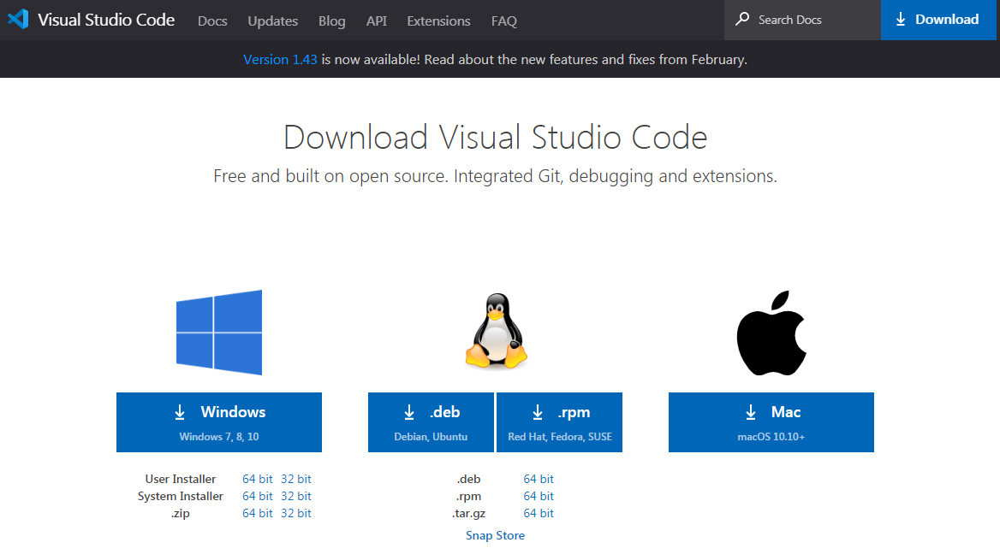 Visual Studio Code Docs Updates Blog API Extensions FAQ Search Docs Download
Version 1.43 is now available! Read about the new features and fixes from February.
Download Visual Studio Code
Free and built on open source. Integrated Git, debugging and extensions.
Windows
Windows 7, 8, 10
User Installer 64 bit 32 bit
System Installer 64 bit 32 bit
.zip 64 bit 32 bit
.deb
Debian, Ubuntu
.rpm
Red Hat, Fedora, SUSE
.deb 64 bit
.rpm 64 bit
.tar.gz 64 bit
Snap Store
Mac
macOS 10.10+